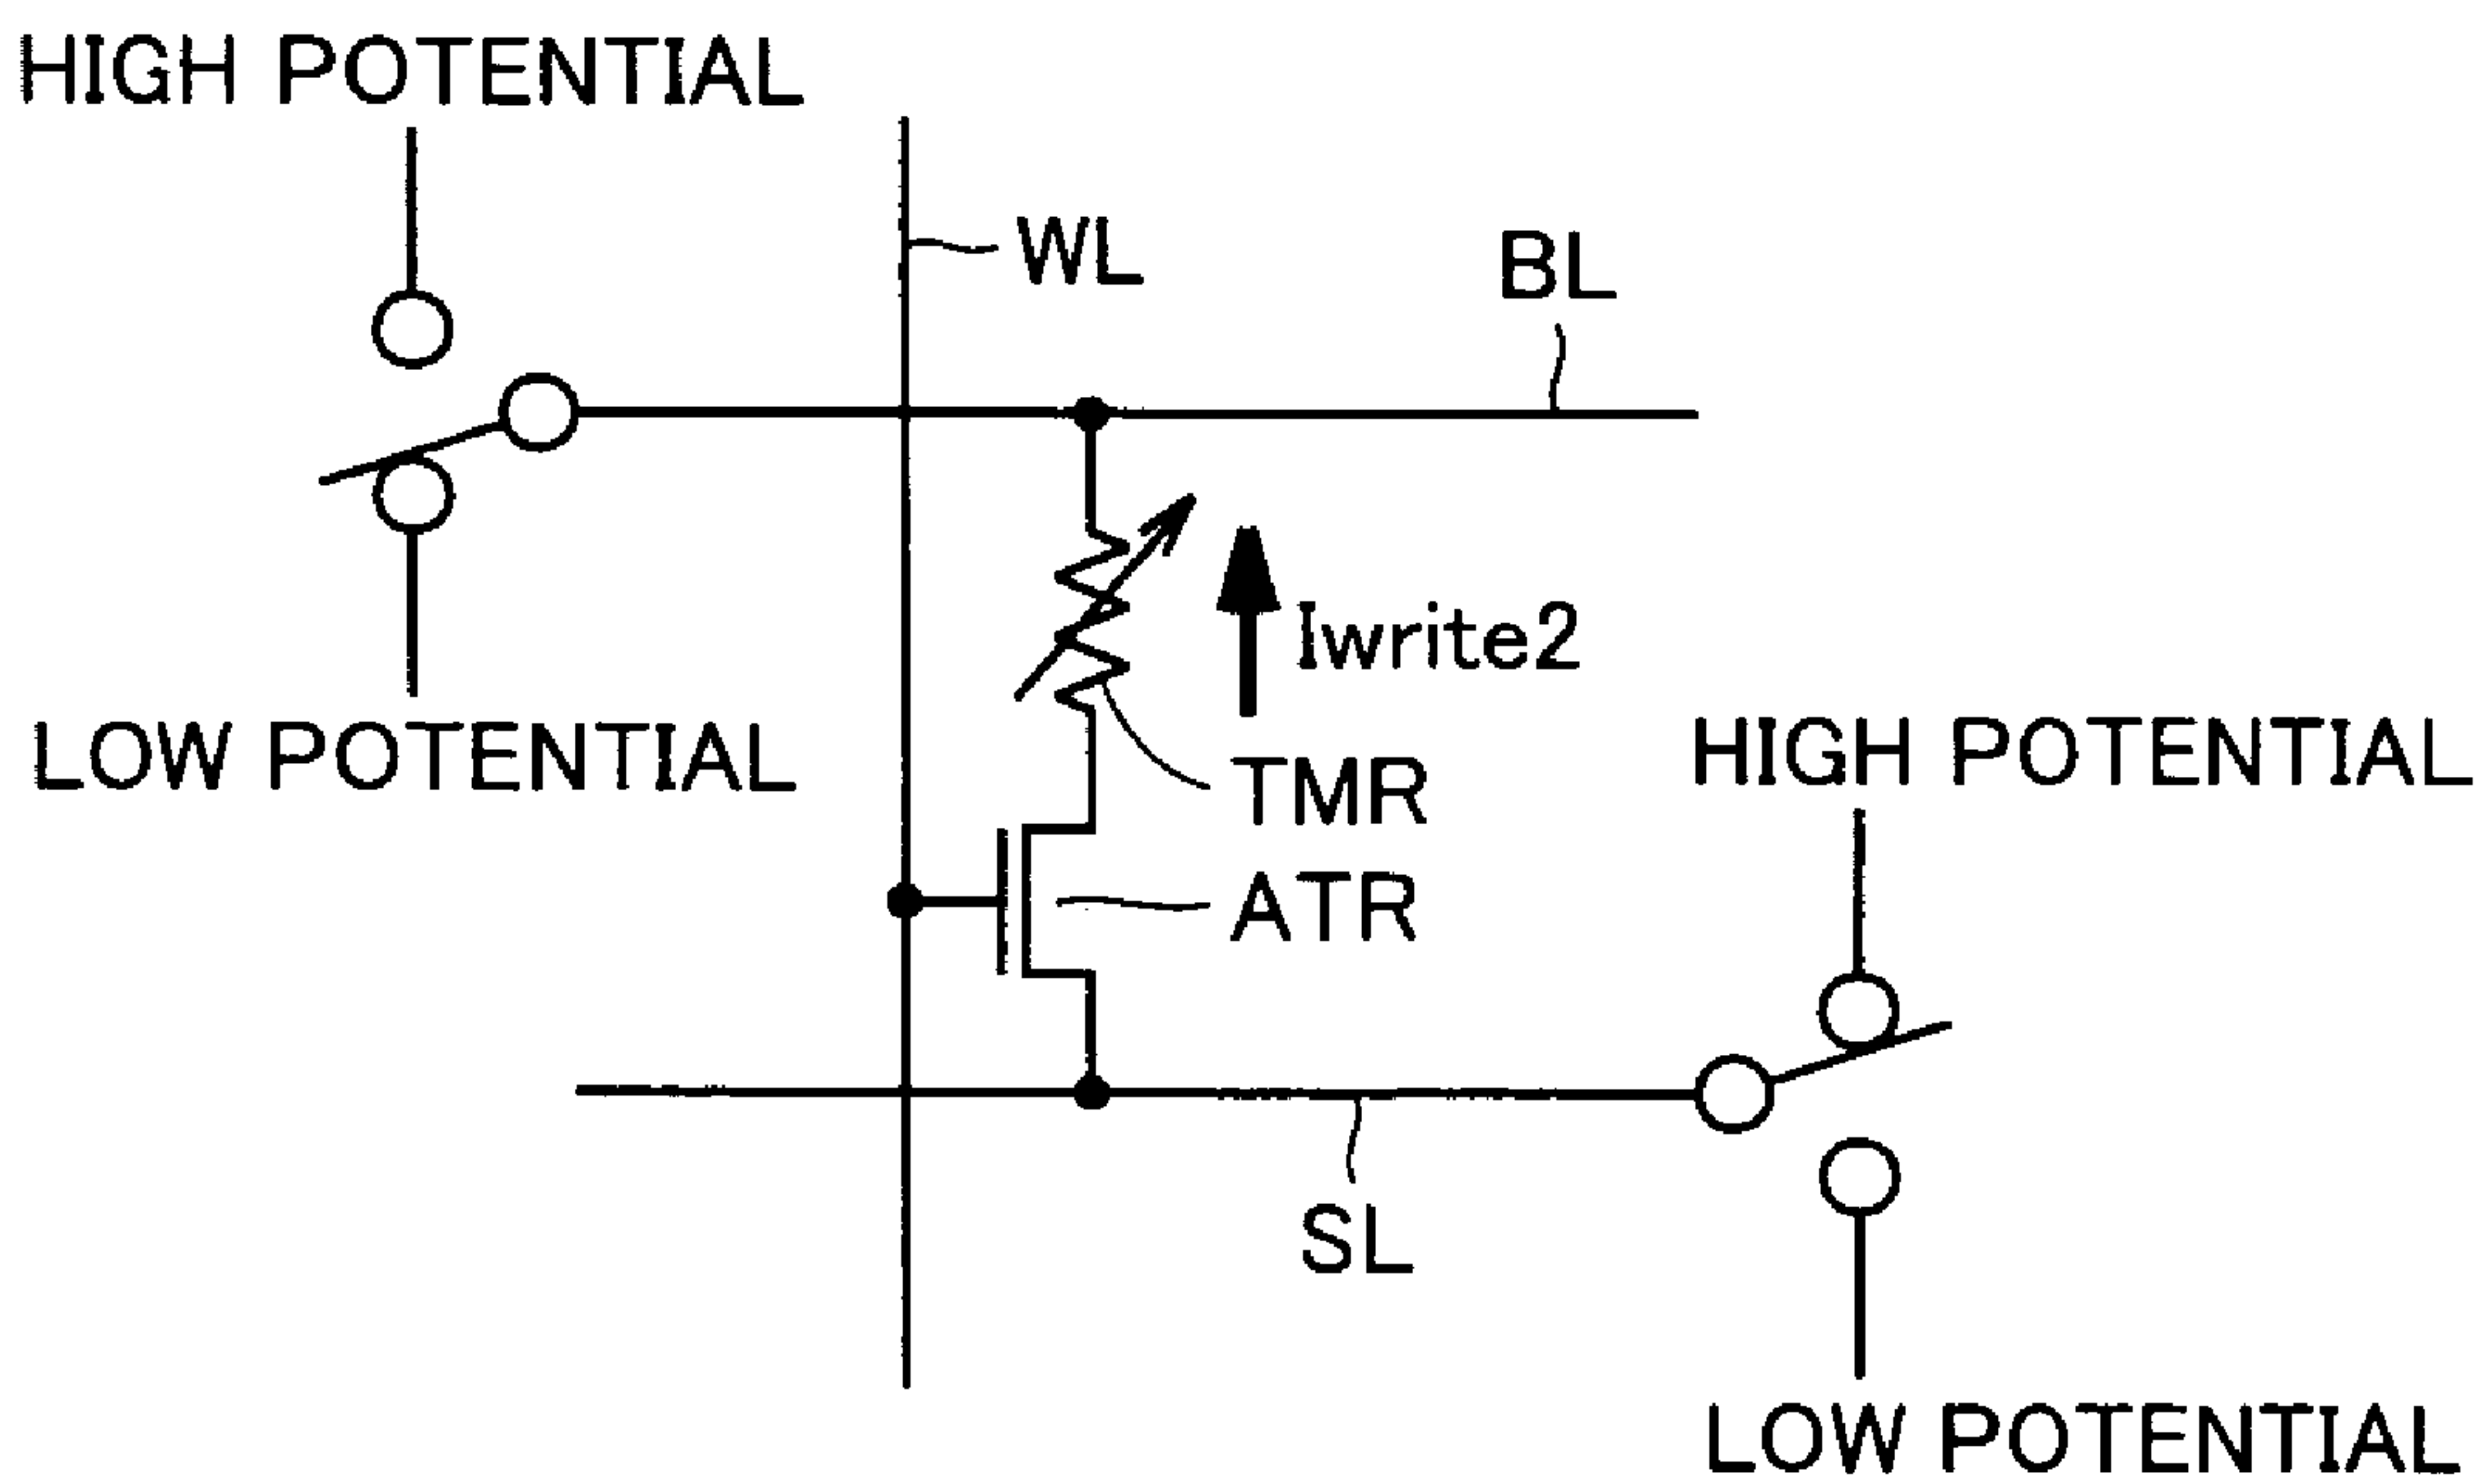 HIGH POTENTIAL
WL
BL
Iwrite2
LOW POTENTIAL
HIGH POTENTIAL
TMR
ATR
SL
LOW POTENTIAL